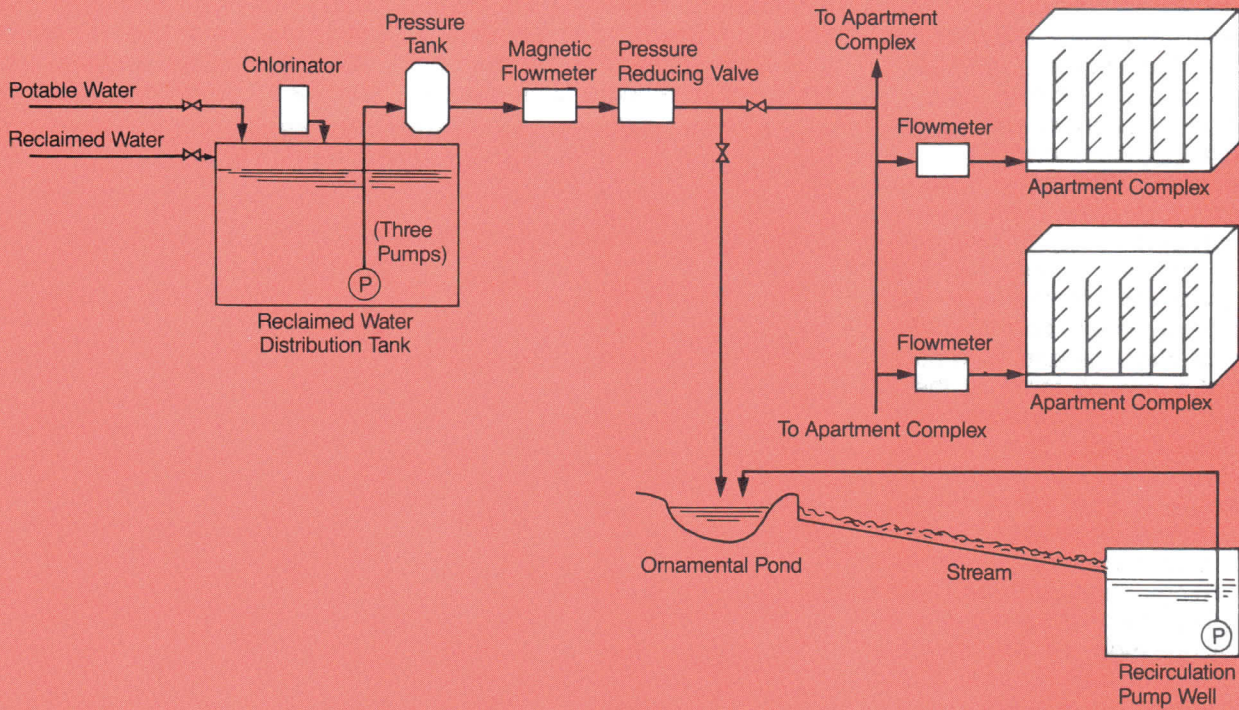 To Apartment
Complex
Pressure
Tank
Magnetic
Flowmeter
Pressure
Reducing Valve
Chlorinator
Potable Water
Reclaimed Water
Flowmeter
Apartment Complex
(Three
Pumps)
P
Reclaimed Water
Distribution Tank
Flowmeter
Apartment Complex
To Apartment Complex
Ornamental Pond
Stream
P
Recirculation
Pump Well